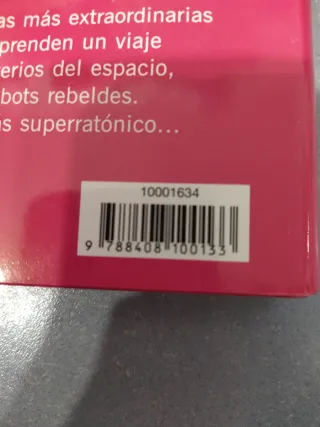 as más extraordinarias
prenden un viaje
erios del espacio,
bots rebeldes.
s superratónico...
10001634
9 788408 100133